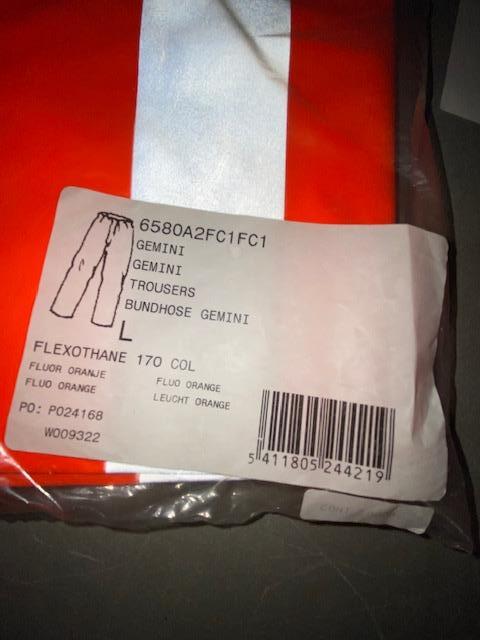 6580A2FC1FC1
GEMINI
GEMINI
TROUSERS
BUNDHOSE GEMINI
L
FLEXOTHANE 170 COL
FLUOR ORANJE
FLUO ORANGE
FLUO ORANGE
LEUCHT ORANGE
PO: P024168
W009322
5 411805 244219
CONT